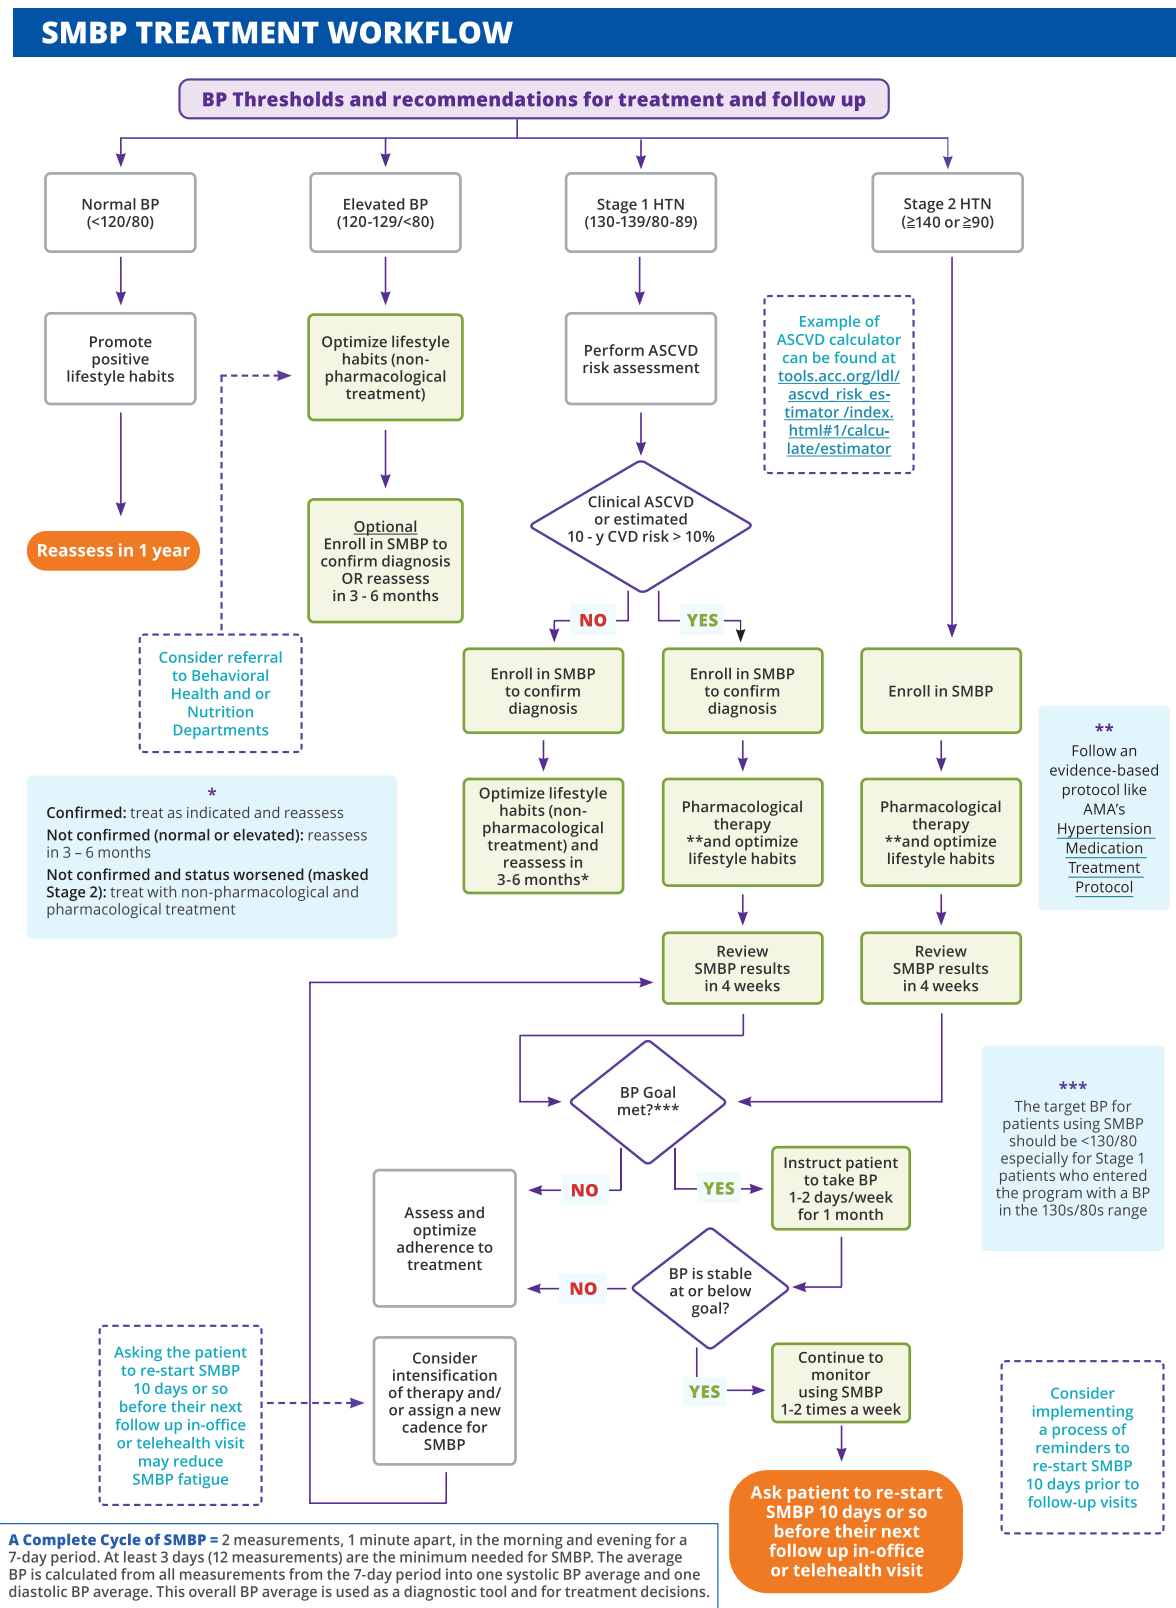 SMBP TREATMENT WORKFLOW
BP Thresholds and recommendations for treatment and follow up
Normal BP
(<120/80)
Elevated BP
(120-129/<80)
Stage 1 HTN
(130-139/80-89)
Stage 2 HTN
(≧140 or ≧90)
Promote
positive
lifestyle habits
Optimize lifestyle
habits (non-
pharmacological
treatment)
Perform ASCVD
risk assessment
Example of
ASCVD calculator
can be found at
tools.acc.org/ldl/
ascvd_risk_es-
timator /index.
html#1/calcu-
late/estimator
Reassess in 1 year
Optional
Enroll in SMBP to
confirm diagnosis
OR reassess
in 3 - 6 months
Clinical ASCVD
or estimated
10 - y CVD risk > 10%
NO
YES
Consider referral
to Behavioral
Health and or
Nutrition
Departments
Enroll in SMBP
to confirm
diagnosis
Enroll in SMBP
to confirm
diagnosis
Enroll in SMBP
**
Follow an
evidence-based
protocol like
AMA's
Hypertension
Medication
Treatment
Protocol
*
Confirmed: treat as indicated and reassess
Not confirmed (normal or elevated): reassess
in 3 – 6 months
Not confirmed and status worsened (masked
Stage 2): treat with non-pharmacological and
pharmacological treatment
Optimize lifestyle
habits (non-
pharmacological
treatment) and
reassess in
3-6 months*
Pharmacological
therapy
**and optimize
lifestyle habits
Pharmacological
therapy
**and optimize
lifestyle habits
Review
SMBP results
in 4 weeks
Review
SMBP results
in 4 weeks
BP Goal
met?***
***
The target BP for
patients using SMBP
should be <130/80
especially for Stage 1
patients who entered
the program with a BP
in the 130s/80s range
NO
YES
Instruct patient
to take BP
1-2 days/week
for 1 month
Assess and
optimize
adherence to
treatment
NO
BP is stable
at or below
goal?
YES
Asking the patient
to re-start SMBP
10 days or so
before their next
follow up in-office
or telehealth visit
may reduce
SMBP fatigue
Consider
intensification
of therapy and/
or assign a new
cadence for
SMBP
Continue to
monitor
using SMBP
1-2 times a week
Consider
implementing
a process of
reminders to
re-start SMBP
10 days prior to
follow-up visits
Ask patient to re-start
SMBP 10 days or so
before their next
follow up in-office
or telehealth visit
A Complete Cycle of SMBP = 2 measurements, 1 minute apart, in the morning and evening for a
7-day period. At least 3 days (12 measurements) are the minimum needed for SMBP. The average
BP is calculated from all measurements from the 7-day period into one systolic BP average and one
diastolic BP average. This overall BP average is used as a diagnostic tool and for treatment decisions.